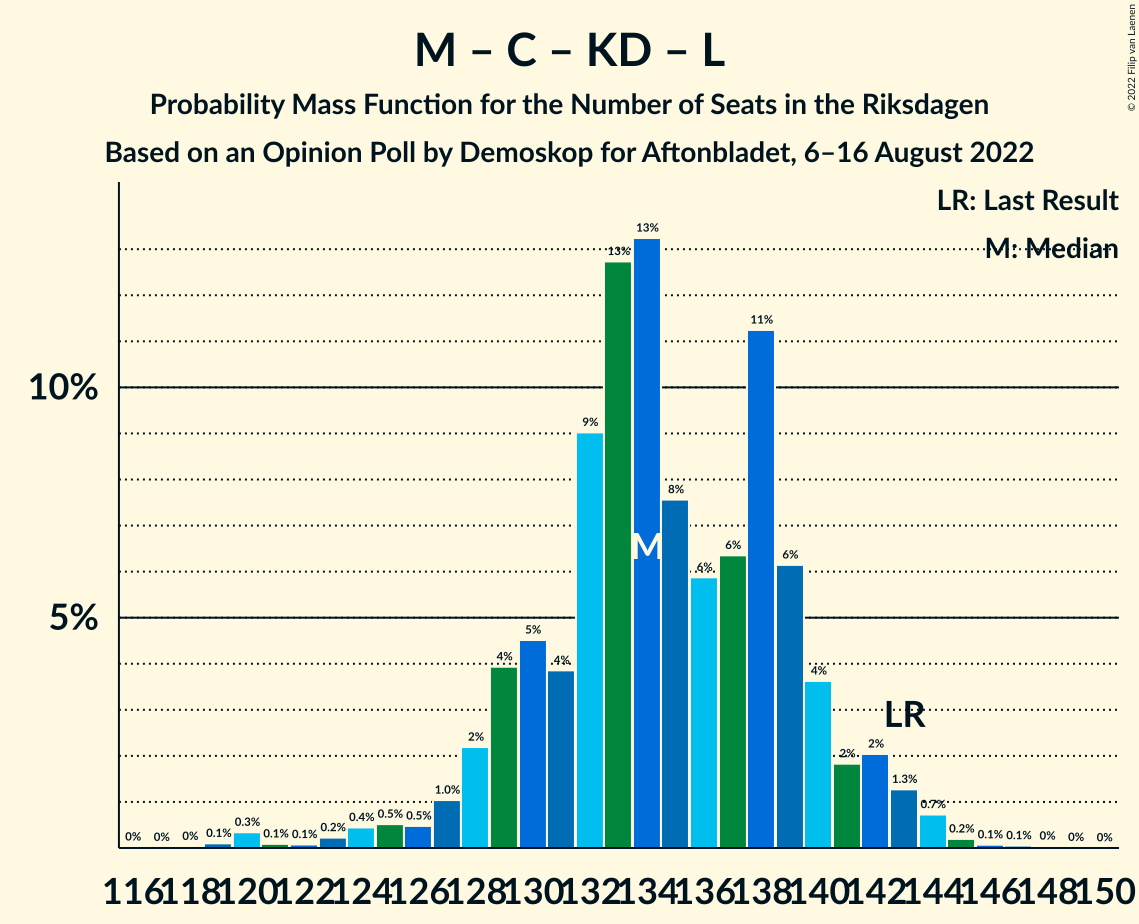 M – C – KD – L
Probability Mass Function for the Number of Seats in the Riksdagen
Based on an Opinion Poll by Demoskop for Aftonbladet, 6–16 August 2022
© 2022 Filip van Laenen
LR: Last Result
M: Median
10%
5%
0% 0% 0% 0.1% 0.3% 0.1% 0.1% 0.2% 0.4% 0.5% 0.5% 1.0% 2% 4% 5% 4% 9% 13% 13% 8% 6% 6% 11% 6% 4% 2% 2% 1.3% 0.7% 0.2% 0.1% 0.1% 0% 0% 0%
M
LR
116 118 120 122 124 126 128 130 132 134 136 138 140 142 144 146 148 150